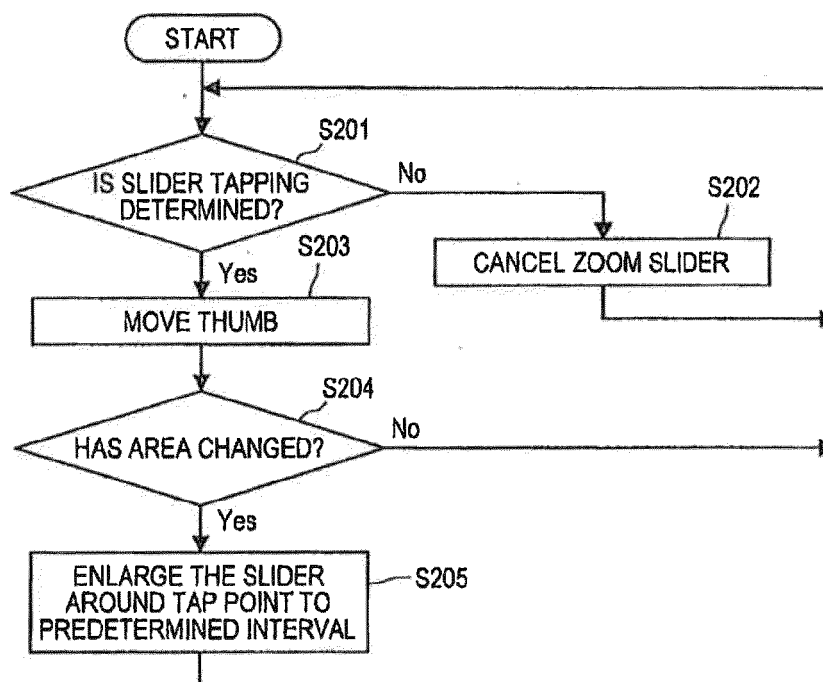 START
S201
IS SLIDER TAPPING
DETERMINED?
No
S202
CANCEL ZOOM SLIDER
Yes
S203
MOVE THUMB
S204
HAS AREA CHANGED?
No
Yes
ENLARGE THE SLIDER
AROUND TAP POINT TO
PREDETERMINED INTERVAL
S205